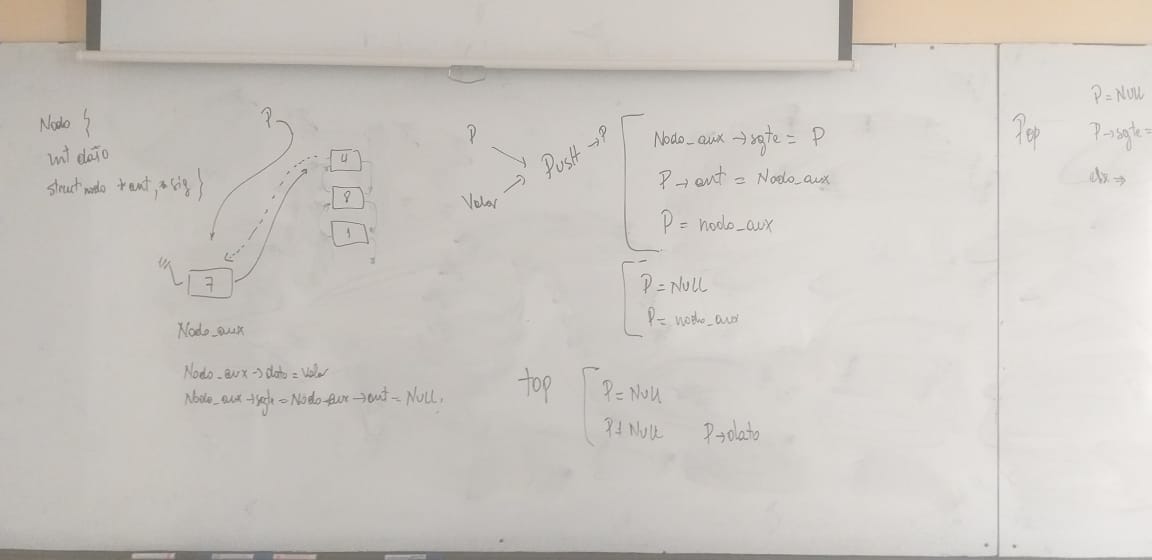 Nodo {
int dato
struct nodo * ant, * sig }
P
4
8
1
7
Nodo_aux
Nodo_aux → dato = Valor
Nodo_aux → sgte = Nodo_aux → ant = NULL.
P
Valor
PusH → P
Nodo_aux → sgte = P
P → ant = Nodo_aux
P = nodo_aux
P = NULL
P = nodo_aux
top
P = NULL
P ≠ NULL P → dato
Pop
P = NULL
P → sgte =